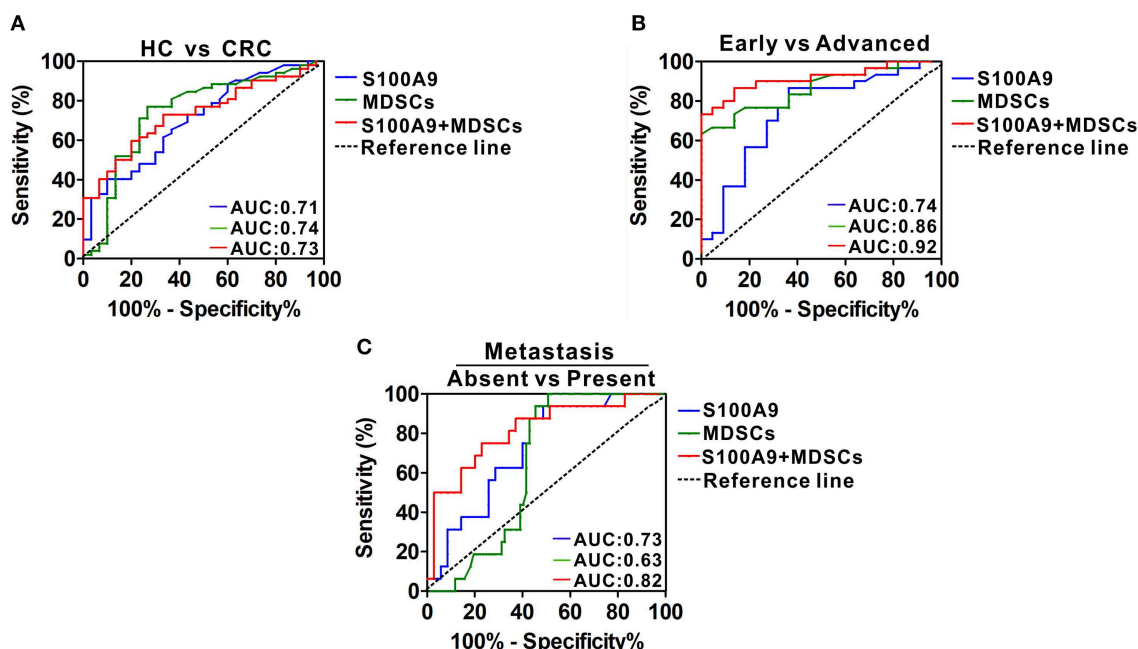 A
HC vs CRC
Sensitivity (%)
100
80
60
40
20
0
0 20 40 60 80 100
100% - Specificity%
S100A9
MDSCs
S100A9+MDSCs
Reference line
AUC:0.71
AUC:0.74
AUC:0.73
B
Early vs Advanced
Sensitivity (%)
100
80
60
40
20
0
0 20 40 60 80 100
100% - Specificity%
S100A9
MDSCs
S100A9+MDSCs
Reference line
AUC:0.74
AUC:0.86
AUC:0.92
C
Metastasis
Absent vs Present
Sensitivity (%)
100
80
60
40
20
0
0 20 40 60 80 100
100% - Specificity%
S100A9
MDSCs
S100A9+MDSCs
Reference line
AUC:0.73
AUC:0.63
AUC:0.82